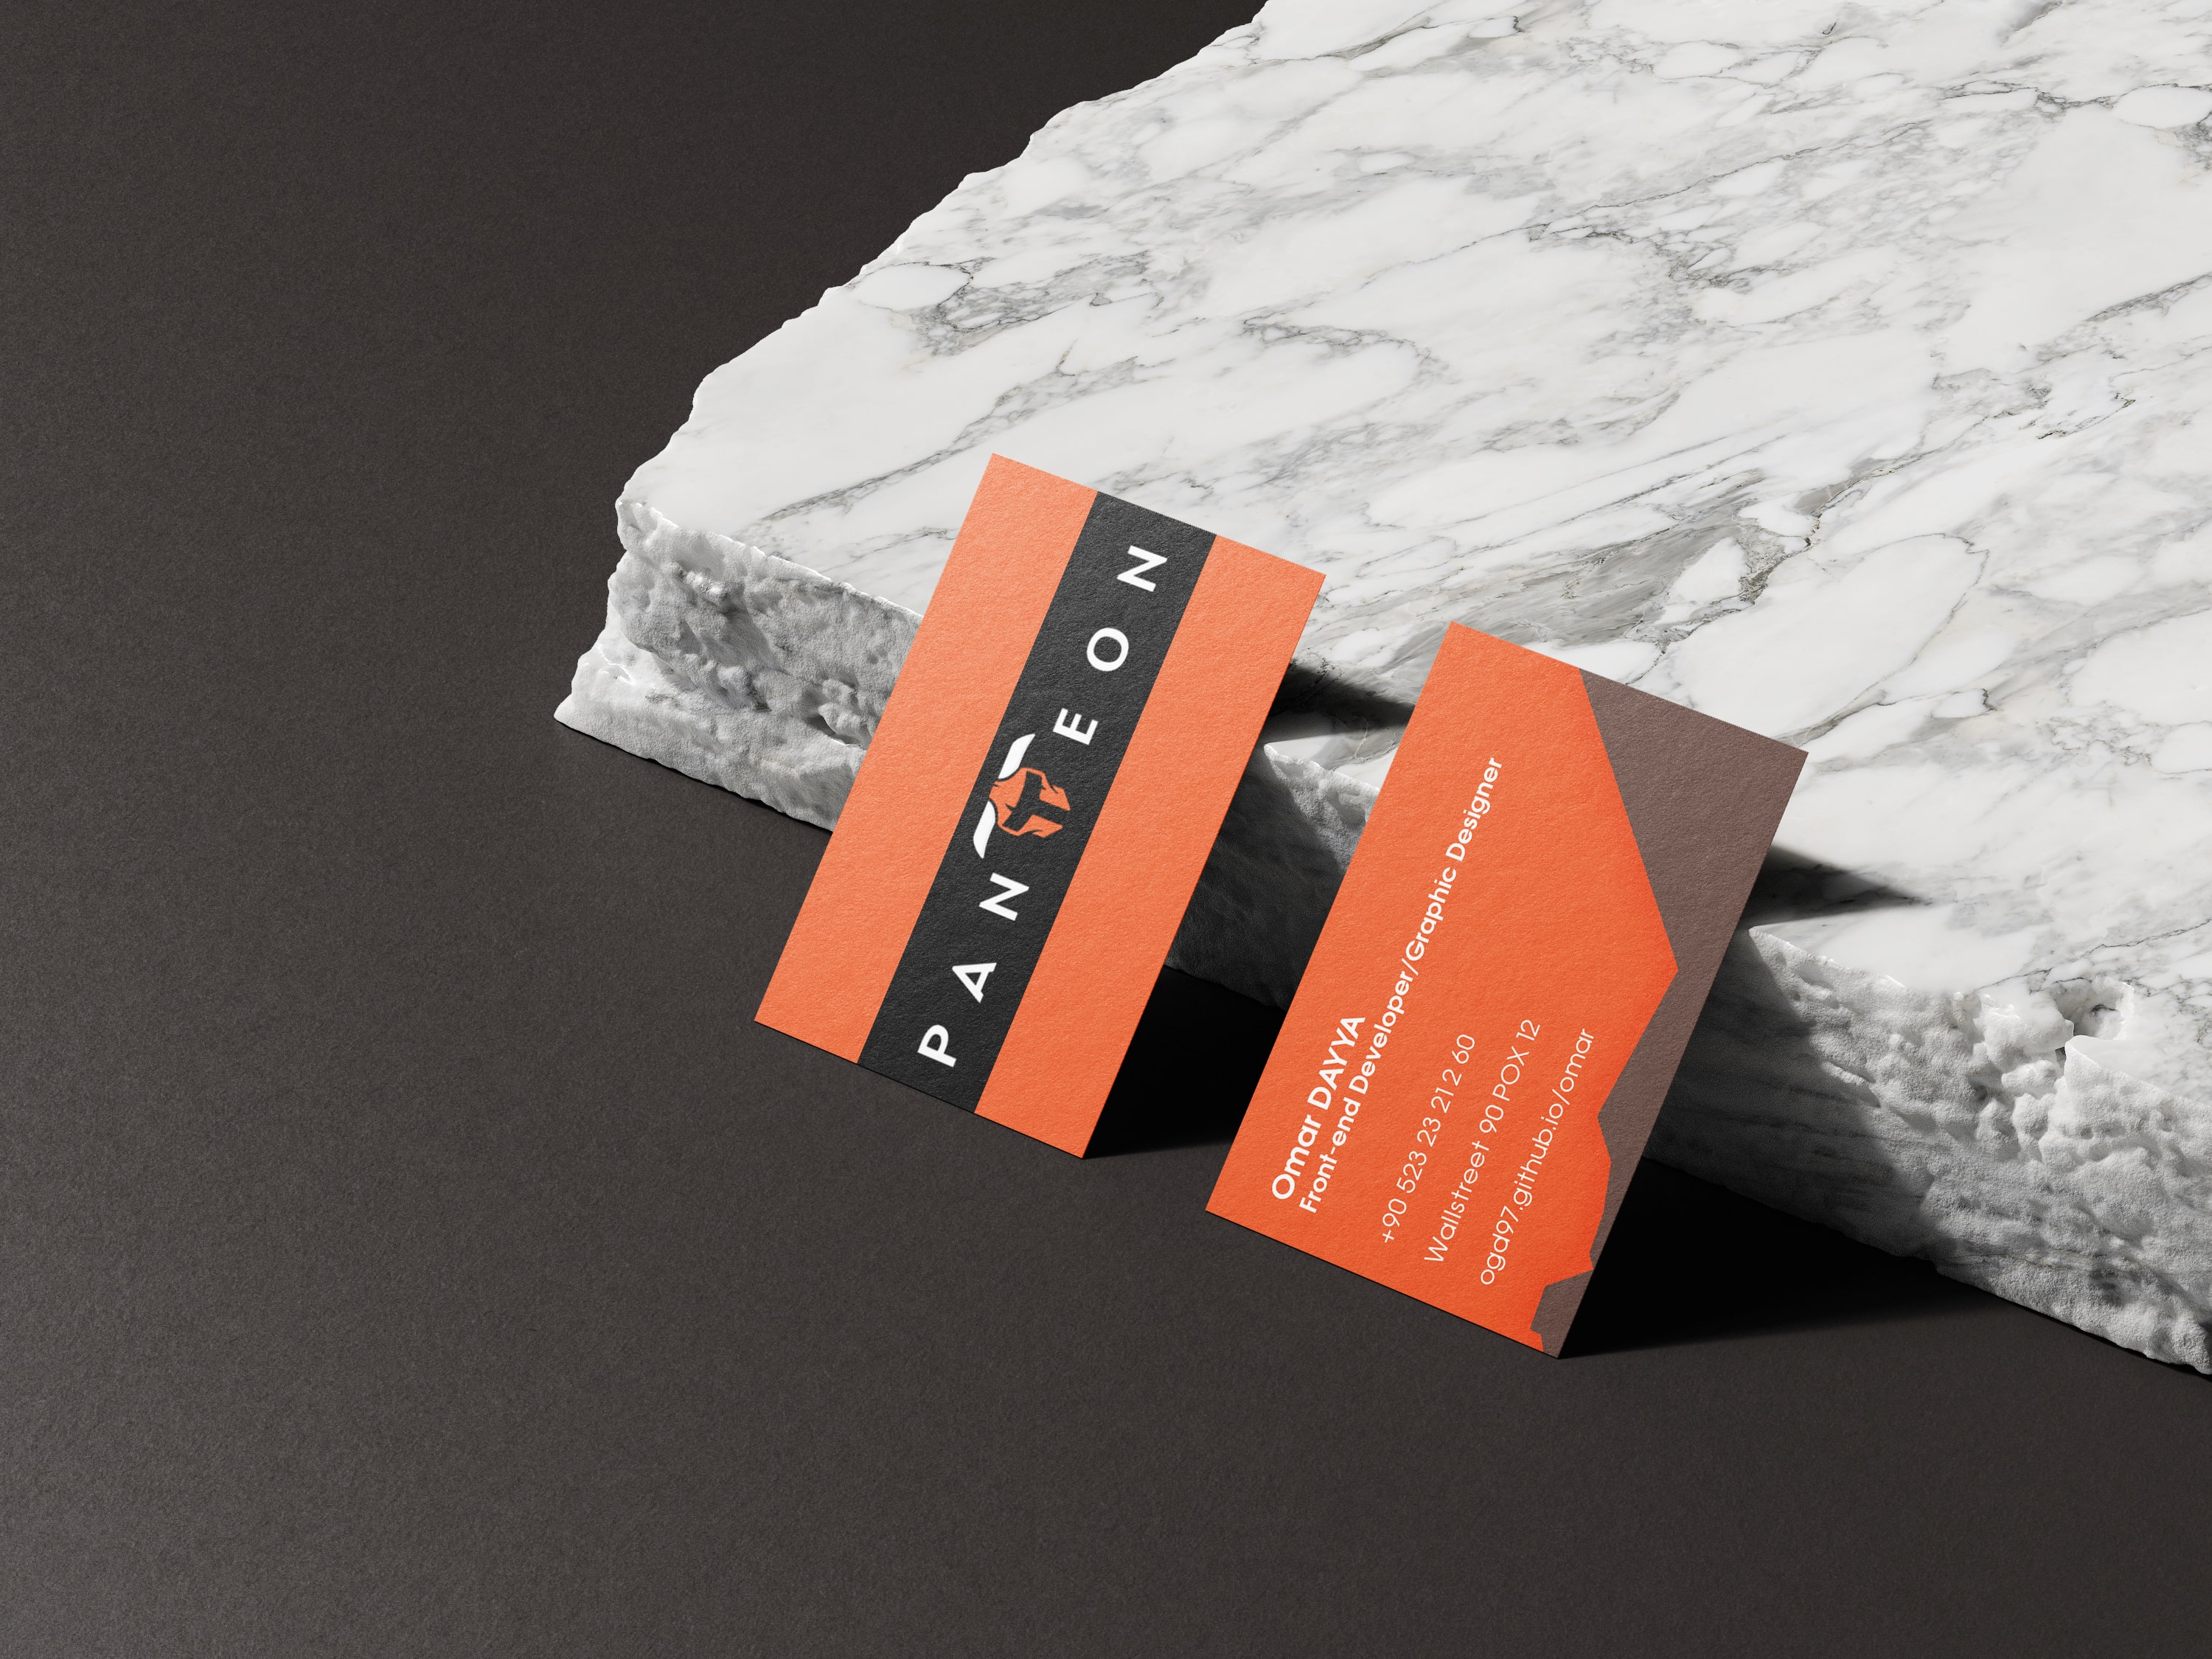 PAN EON
Omar DAYYA
Front-end Developer/Graphic Designer
+90 523 23 212 60
Wallstreet 90 POX 12
ogd97.github.io/omar